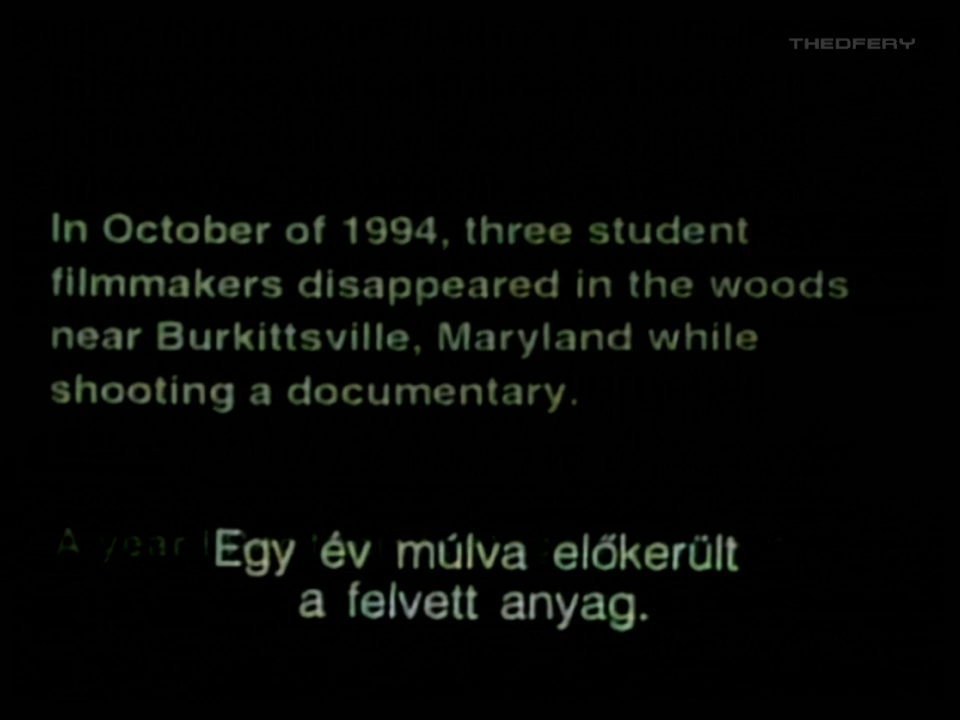 THEDFERY
In October of 1994, three student
filmmakers disappeared in the woods
near Burkittsville, Maryland while
shooting a documentary.
A year
Egy év múlva előkerült
a felvett anyag.